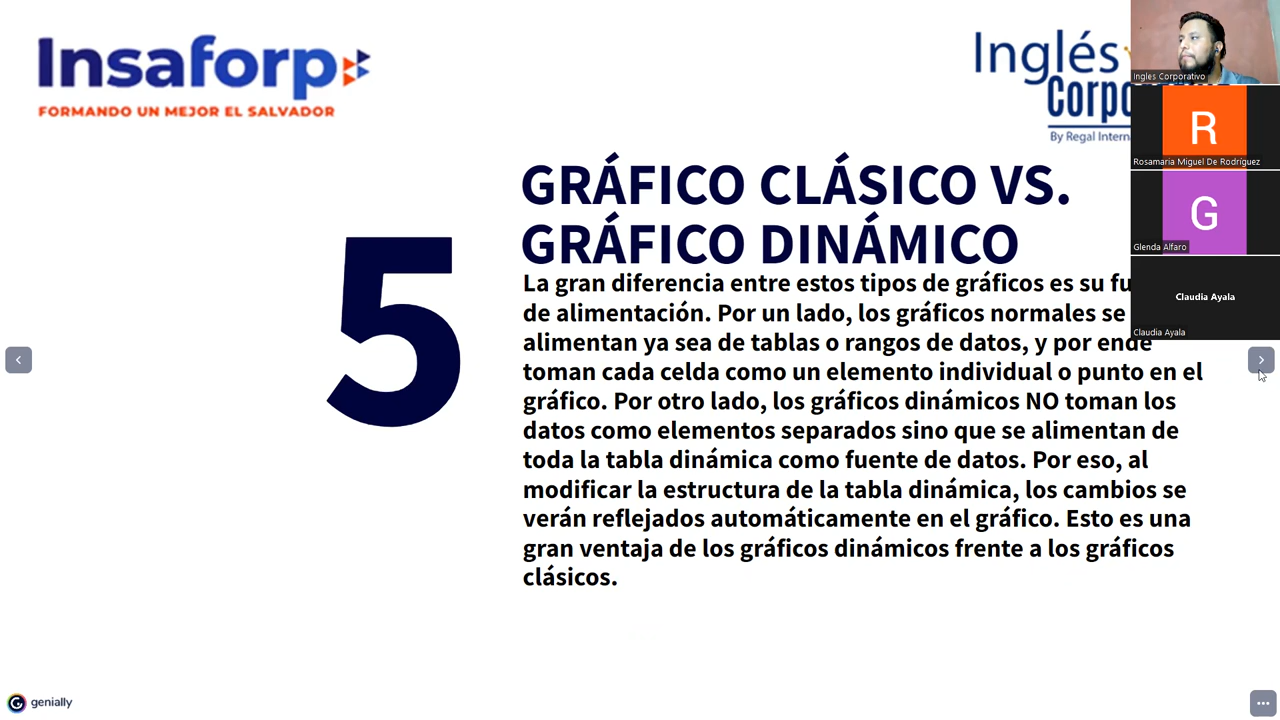 Insaforp
FORMANDO UN MEJOR EL SALVADOR
Inglés
By Regal
Ingles Corporativo
R
Rosamaria Miguel De Rodríguez
G
Glenda Alfaro
Claudia Ayala
Claudia Ayala
5
GRÁFICO CLÁSICO VS.
GRÁFICO DINÁMICO
La gran diferencia entre estos tipos de gráficos es su
de alimentación. Por un lado, los gráficos normales se
alimentan ya sea de tablas o rangos de datos, y por ende
toman cada celda como un elemento individual o punto en el
gráfico. Por otro lado, los gráficos dinámicos NO toman los
datos como elementos separados sino que se alimentan de
toda la tabla dinámica como fuente de datos. Por eso, al
modificar la estructura de la tabla dinámica, los cambios se
verán reflejados automáticamente en el gráfico. Esto es una
gran ventaja de los gráficos dinámicos frente a los gráficos
clásicos.
genially